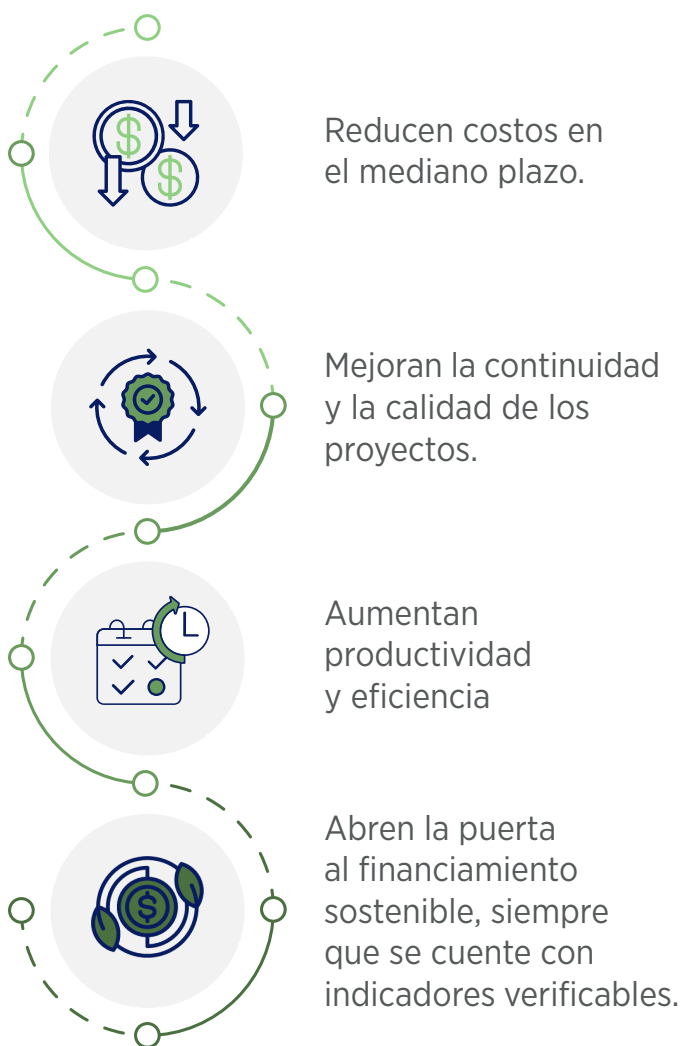 Reducen costos en
el mediano plazo.
Mejoran la continuidad
y la calidad de los
proyectos.
Aumentan
productividad
y eficiencia
Abren la puerta
al financiamiento
sostenible, siempre
que se cuente con
indicadores verificables.